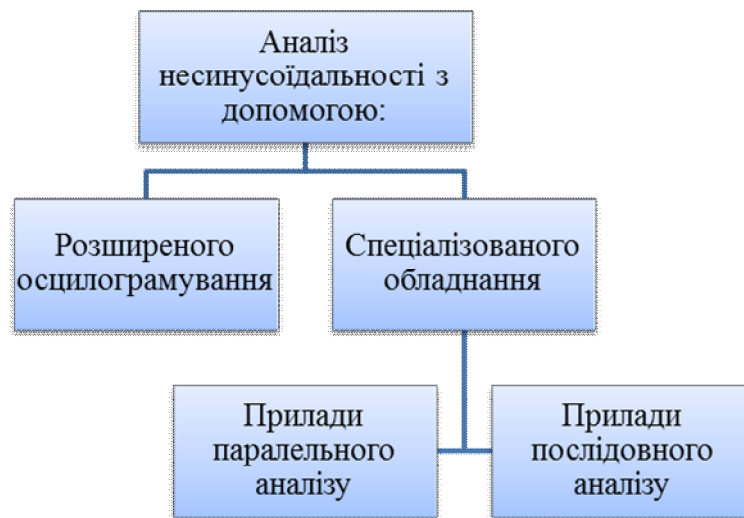 Аналіз
несинусоїдальності з
допомогою:
Розширеного
осцилограмування
Спеціалізованого
обладнання
Прилади
паралельного
аналізу
Прилади
послідовного
аналізу